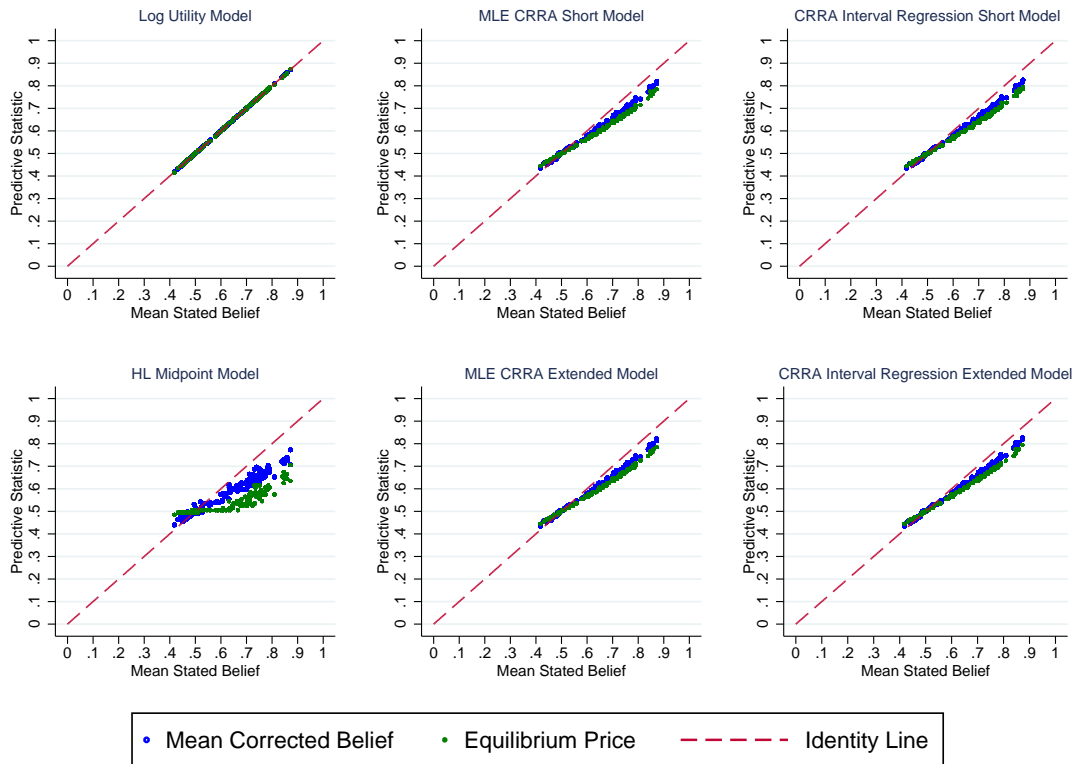 Log Utility Model
Predictive Statistic
0 .1 .2 .3 .4 .5 .6 .7 .8 .9 1
0 .1 .2 .3 .4 .5 .6 .7 .8 .9 1
Mean Stated Belief
MLE CRRA Short Model
Predictive Statistic
0 .1 .2 .3 .4 .5 .6 .7 .8 .9 1
0 .1 .2 .3 .4 .5 .6 .7 .8 .9 1
Mean Stated Belief
CRRA Interval Regression Short Model
Predictive Statistic
0 .1 .2 .3 .4 .5 .6 .7 .8 .9 1
0 .1 .2 .3 .4 .5 .6 .7 .8 .9 1
Mean Stated Belief
HL Midpoint Model
Predictive Statistic
0 .1 .2 .3 .4 .5 .6 .7 .8 .9 1
0 .1 .2 .3 .4 .5 .6 .7 .8 .9 1
Mean Stated Belief
MLE CRRA Extended Model
Predictive Statistic
0 .1 .2 .3 .4 .5 .6 .7 .8 .9 1
0 .1 .2 .3 .4 .5 .6 .7 .8 .9 1
Mean Stated Belief
CRRA Interval Regression Extended Model
Predictive Statistic
0 .1 .2 .3 .4 .5 .6 .7 .8 .9 1
0 .1 .2 .3 .4 .5 .6 .7 .8 .9 1
Mean Stated Belief
Mean Corrected Belief Equilibrium Price Identity Line